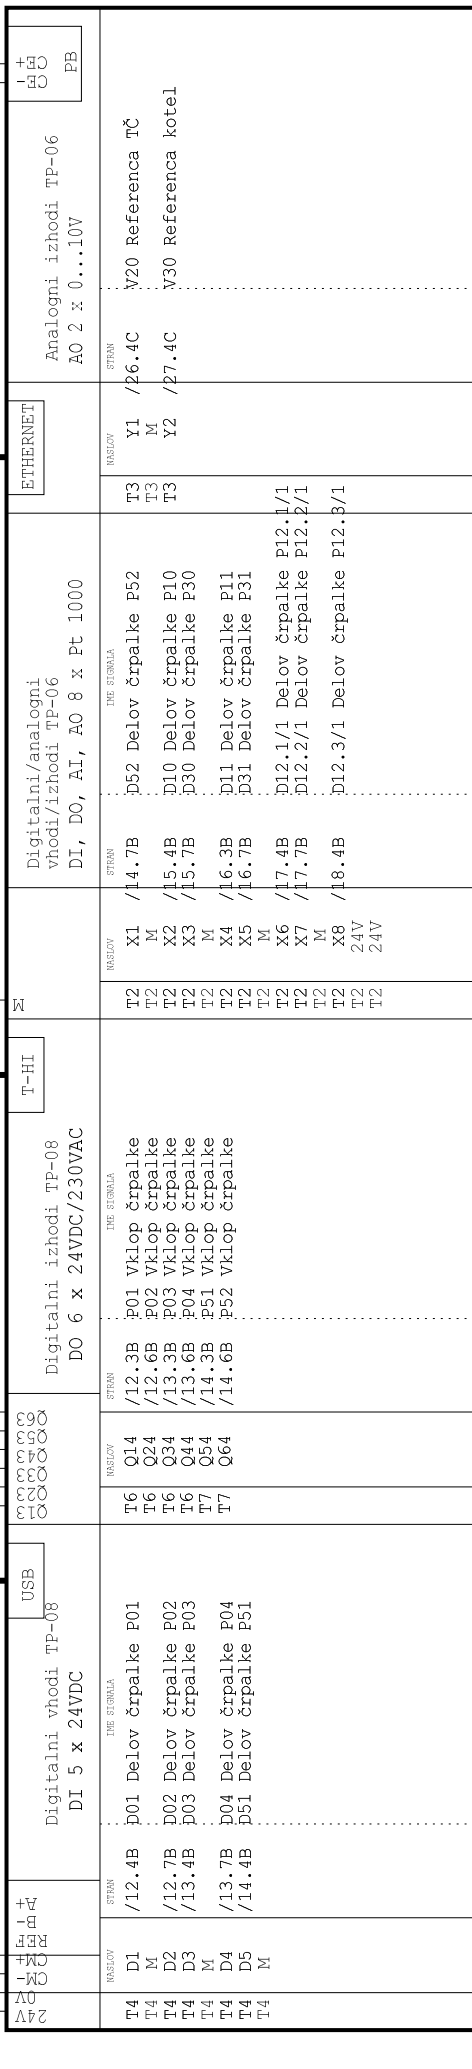 24V
0V
CM-
CM+
REF
B-
A+
USB
Digitalni vhodi TP-08
DI 5 x 24VDC
NASLOV STRAN IME SIGNALA
T4 D1 /12.4B D01 Delov črpalke P01
T4 M
T4 D2 /12.7B D02 Delov črpalke P02
T4 D3 /13.4B D03 Delov črpalke P03
T4 M
T4 D4 /13.7B D04 Delov črpalke P04
T4 D5 /14.4B D51 Delov črpalke P51
T4 M
Q13
Q23
Q33
Q43
Q53
Q63
T-HI
Digitalni izhodi TP-08
DO 6 x 24VDC/230VAC
NASLOV STRAN IME SIGNALA
T6 Q14 /12.3B P01 Vklop črpalke
T6 Q24 /12.6B P02 Vklop črpalke
T6 Q34 /13.3B P03 Vklop črpalke
T6 Q44 /13.6B P04 Vklop črpalke
T7 Q54 /14.3B P51 Vklop črpalke
T7 Q64 /14.6B P52 Vklop črpalke
M
Digitalni/analogni
vhodi/izhodi TP-06
DI, DO, AI, AO 8 x Pt 1000
NASLOV STRAN IME SIGNALA
T2 X1 /14.7B D52 Delov črpalke P52
T2 M
T2 X2 /15.4B D10 Delov črpalke P10
T2 X3 /15.7B D30 Delov črpalke P30
T2 M
T2 X4 /16.3B D11 Delov črpalke P11
T2 X5 /16.7B D31 Delov črpalke P31
T2 M
T2 X6 /17.4B D12.1/1 Delov črpalke P12.1/1
T2 X7 /17.7B D12.2/1 Delov črpalke P12.2/1
T2 M
T2 X8 /18.4B D12.3/1 Delov črpalke P12.3/1
T2 24V
T2 24V
ETHERNET
Analogni izhodi TP-06
AO 2 x 0...10V
NASLOV STRAN
T3 Y1 /26.4C V20 Referenca TČ
T3 M
T3 Y2 /27.4C V30 Referenca kotel
CE-
CE+
PB